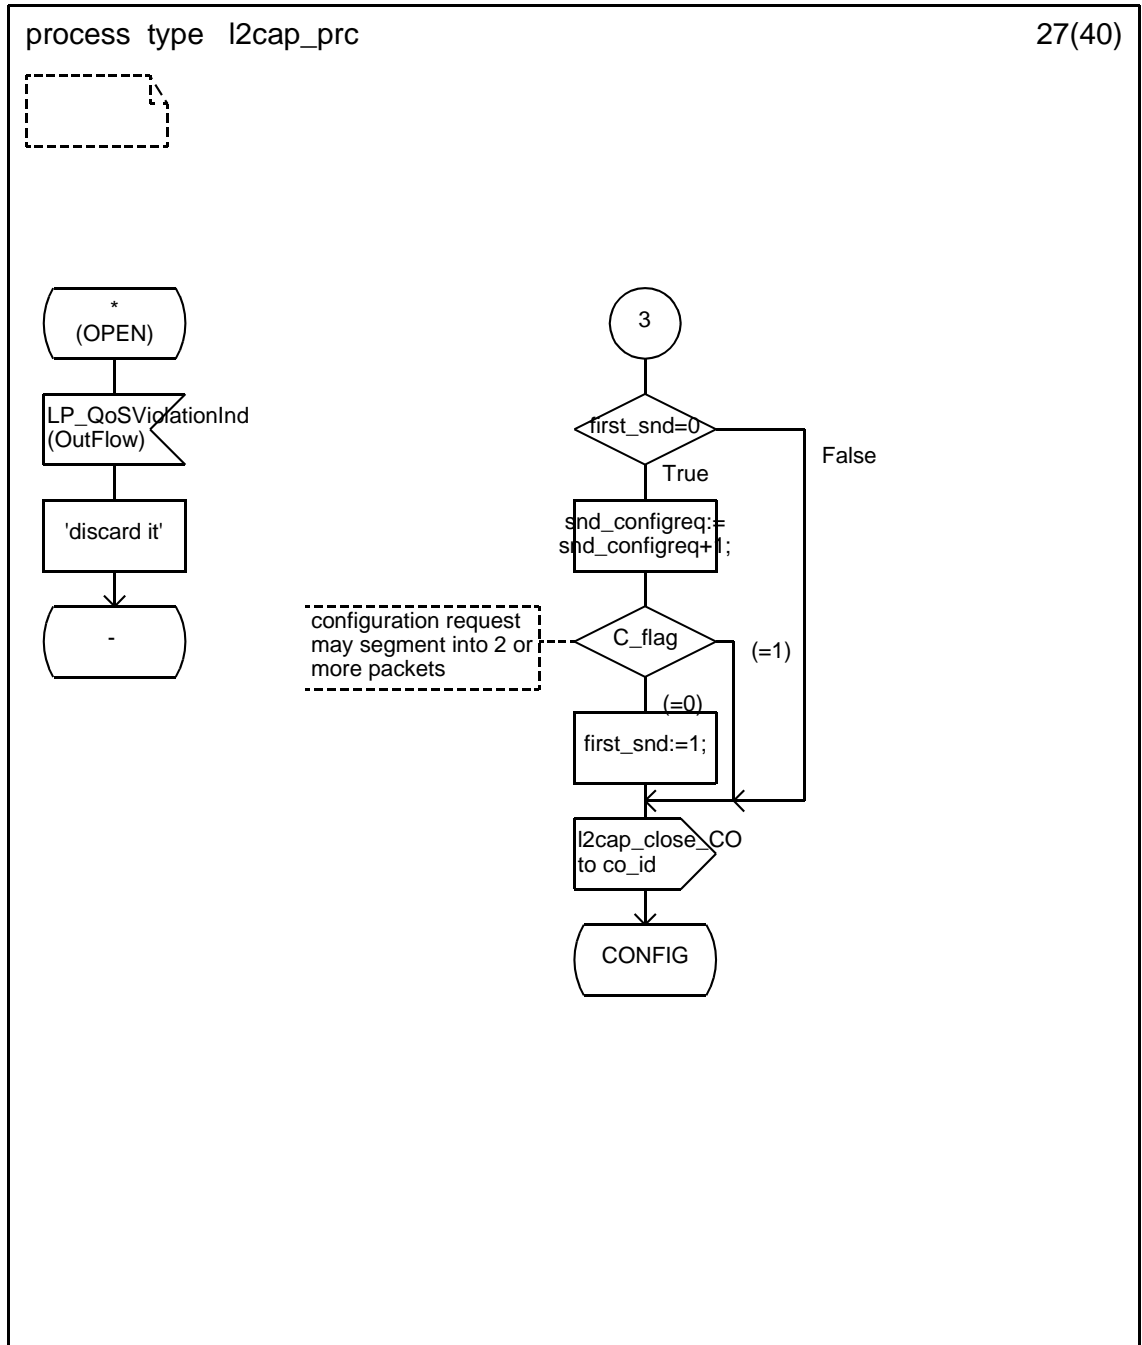 process type l2cap_prc
27(40)
*
(OPEN)
LP_QoSViolationInd
(OutFlow)
'discard it'
-
3
first_snd=0
False
True
snd_configreq:=
snd_configreq+1;
configuration request
may segment into 2 or
more packets
C_flag
(=1)
(=0)
first_snd:=1;
l2cap_close_CO
to co_id
CONFIG